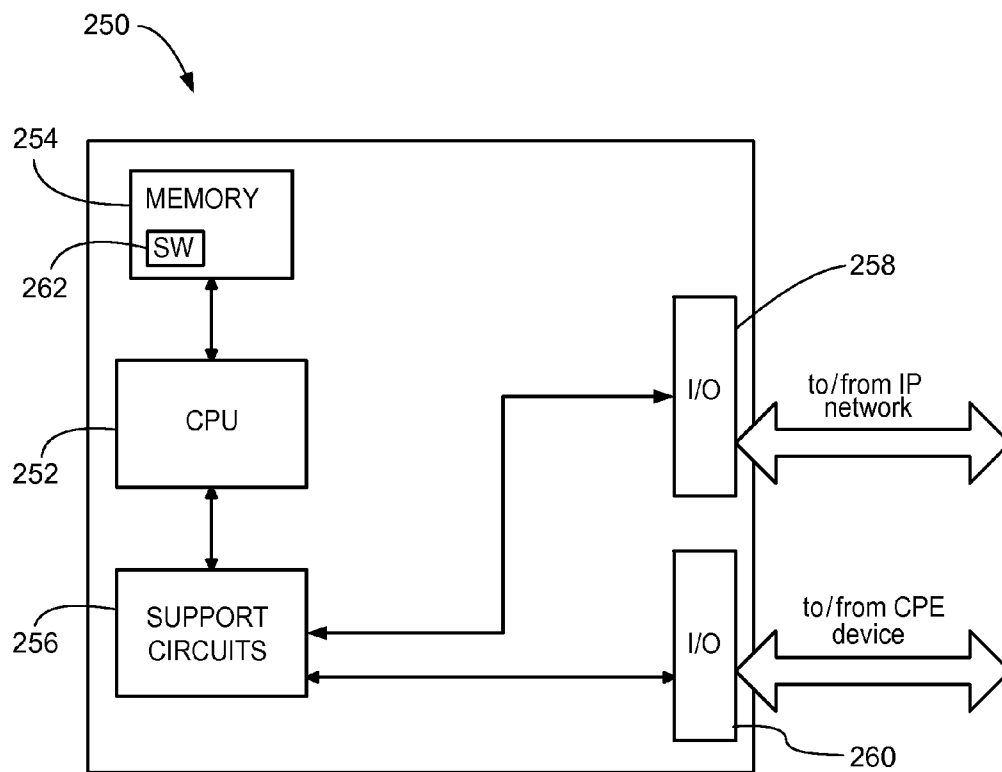 250
254
MEMORY
SW
262
258
I/O
to/from IP
network
CPU
252
SUPPORT
CIRCUITS
256
I/O
to/from CPE
device
260